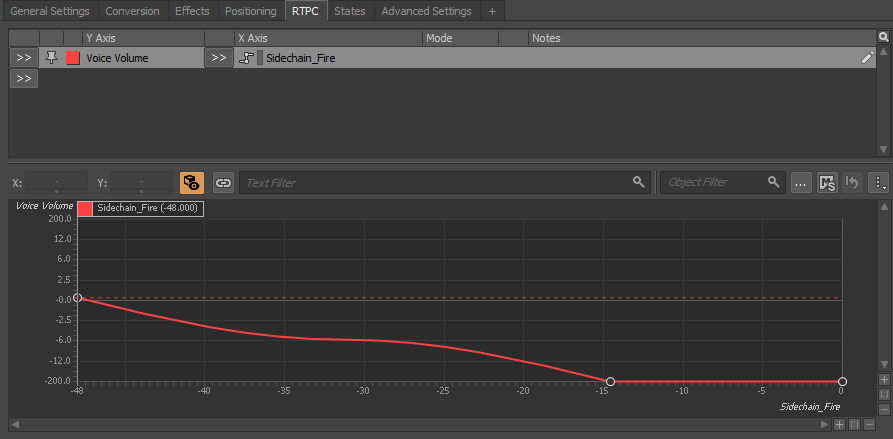 General Settings Conversion Effects Positioning RTPC States Advanced Settings +
Y Axis X Axis Mode Notes
>> Voice Volume >> Sidechain_Fire
>>
X: - Y: - Text Filter Object Filter ... M S
Voice Volume Sidechain_Fire (-48.000)
200.0
12.0
6.0
2.5
-0.0
-2.5
-6.0
-12.0
-200.0
-48 -40 -35 -30 -25 -20 -15 -10 -5 0
Sidechain_Fire